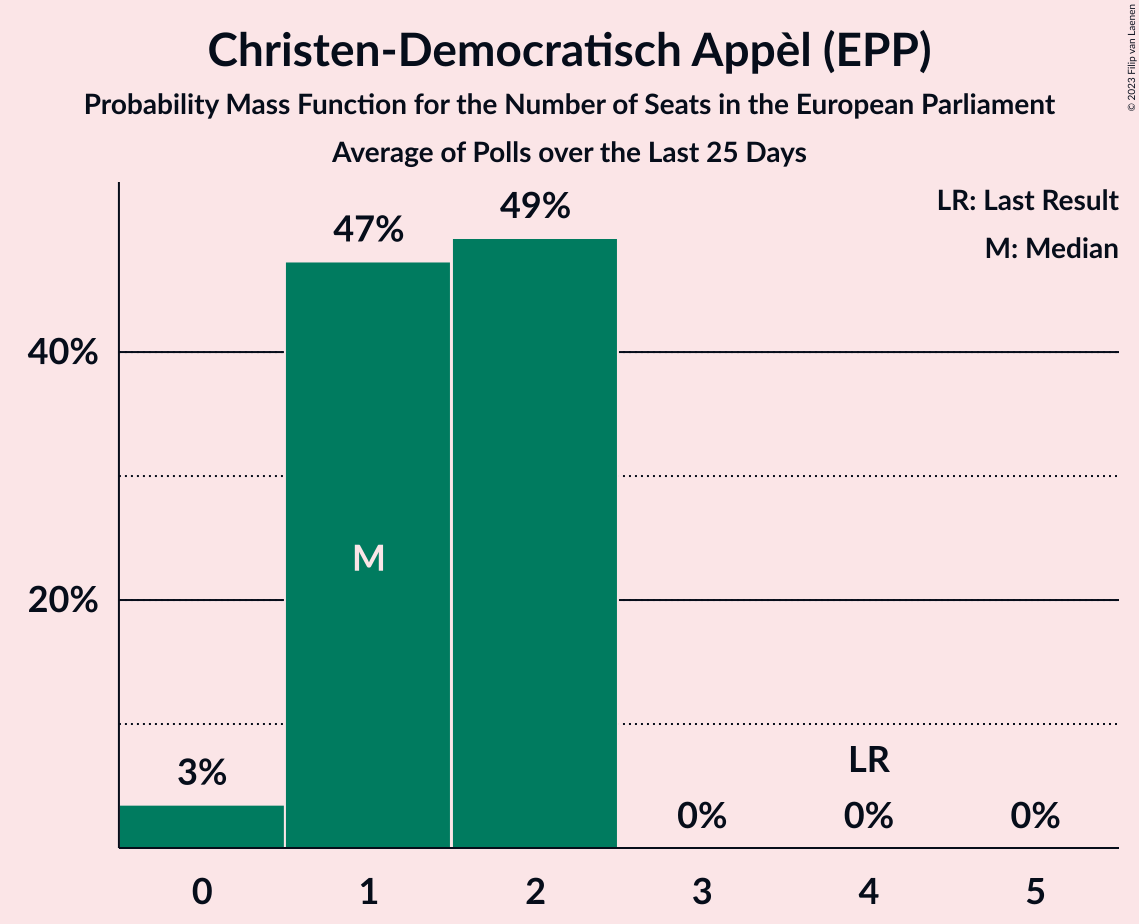 Christen-Democratisch Appèl (EPP)
Probability Mass Function for the Number of Seats in the European Parliament
Average of Polls over the Last 25 Days
© 2023 Filip van Laenen
LR: Last Result
M: Median
49%
47%
40%
M
20%
3%
LR
0%
0%
0%
0
1
2
3
4
5